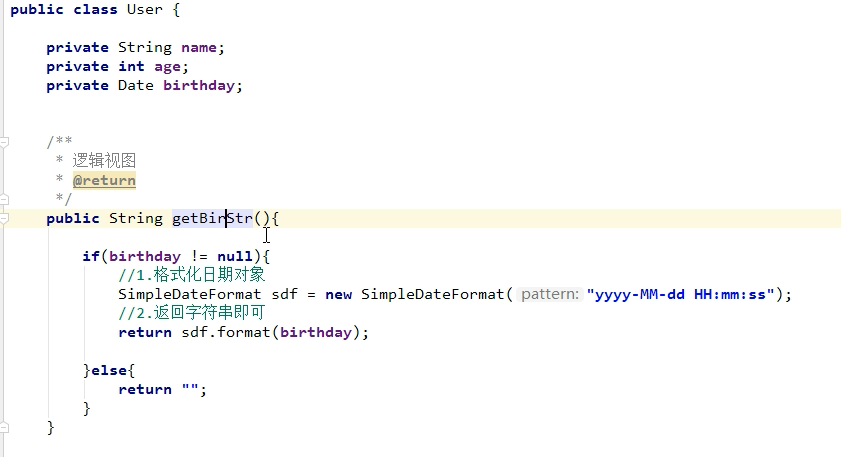 public class User {
private String name;
private int age;
private Date birthday;
/**
* 逻辑视图
* @return
*/
public String getBirStr(){
if(birthday != null){
//1.格式化日期对象
SimpleDateFormat sdf = new SimpleDateFormat( pattern: "yyyy-MM-dd HH:mm:ss");
//2.返回字符串即可
return sdf.format(birthday);
}else{
return "";
}
}